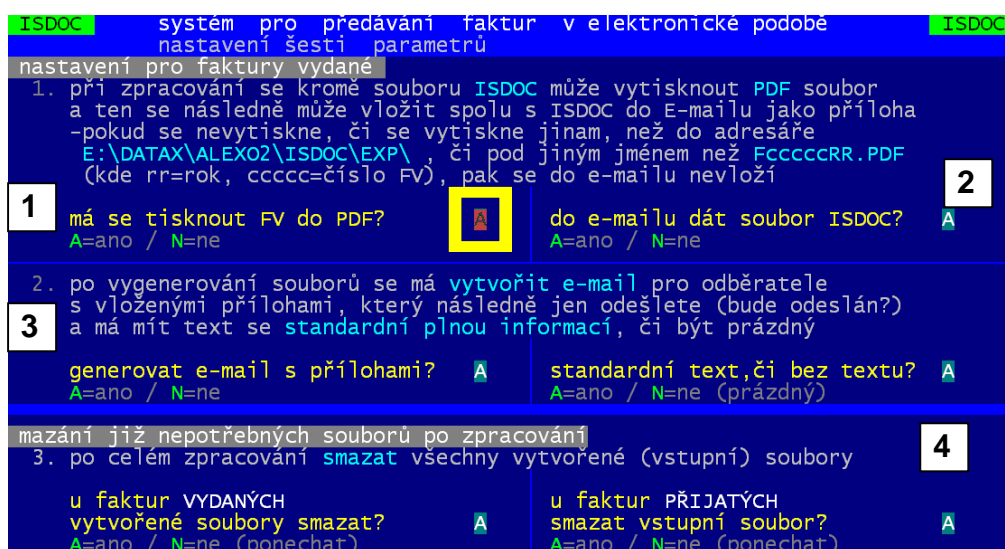 ISDOC systém pro předávání faktur v elektronické podobě ISDOC
nastavení šesti parametrů
nastavení pro faktury vydané
1. při zpracování se kromě souboru ISDOC může vytisknout PDF soubor
a ten se následně může vložit spolu s ISDOC do E-mailu jako příloha
-pokud se nevytiskne, či se vytiskne jinam, než do adresáře
E:\DATAX\ALEXO2\ISDOC\EXP\ , či pod jiným jménem než FcccccRR.PDF
(kde rr=rok, ccccc=číslo FV), pak se do e-mailu nevloží
2
1
má se tisknout FV do PDF? A do e-mailu dát soubor ISDOC? A
A=ano / N=ne A=ano / N=ne
2. po vygenerování souborů se má vytvořit e-mail pro odběratele
s vloženými přílohami, který následně jen odešlete (bude odeslán?)
3 a má mít text se standardní plnou informací, či být prázdný
generovat e-mail s přílohami? A standardní text,či bez textu? A
A=ano / N=ne A=ano / N=ne (prázdný)
mazání již nepotřebných souborů po zpracování
3. po celém zpracování smazat všechny vytvořené (vstupní) soubory 4
u faktur VYDANÝCH u faktur PŘIJATÝCH
vytvořené soubory smazat? A smazat vstupní soubor? A
A=ano / N=ne (ponechat) A=ano / N=ne (ponechat)